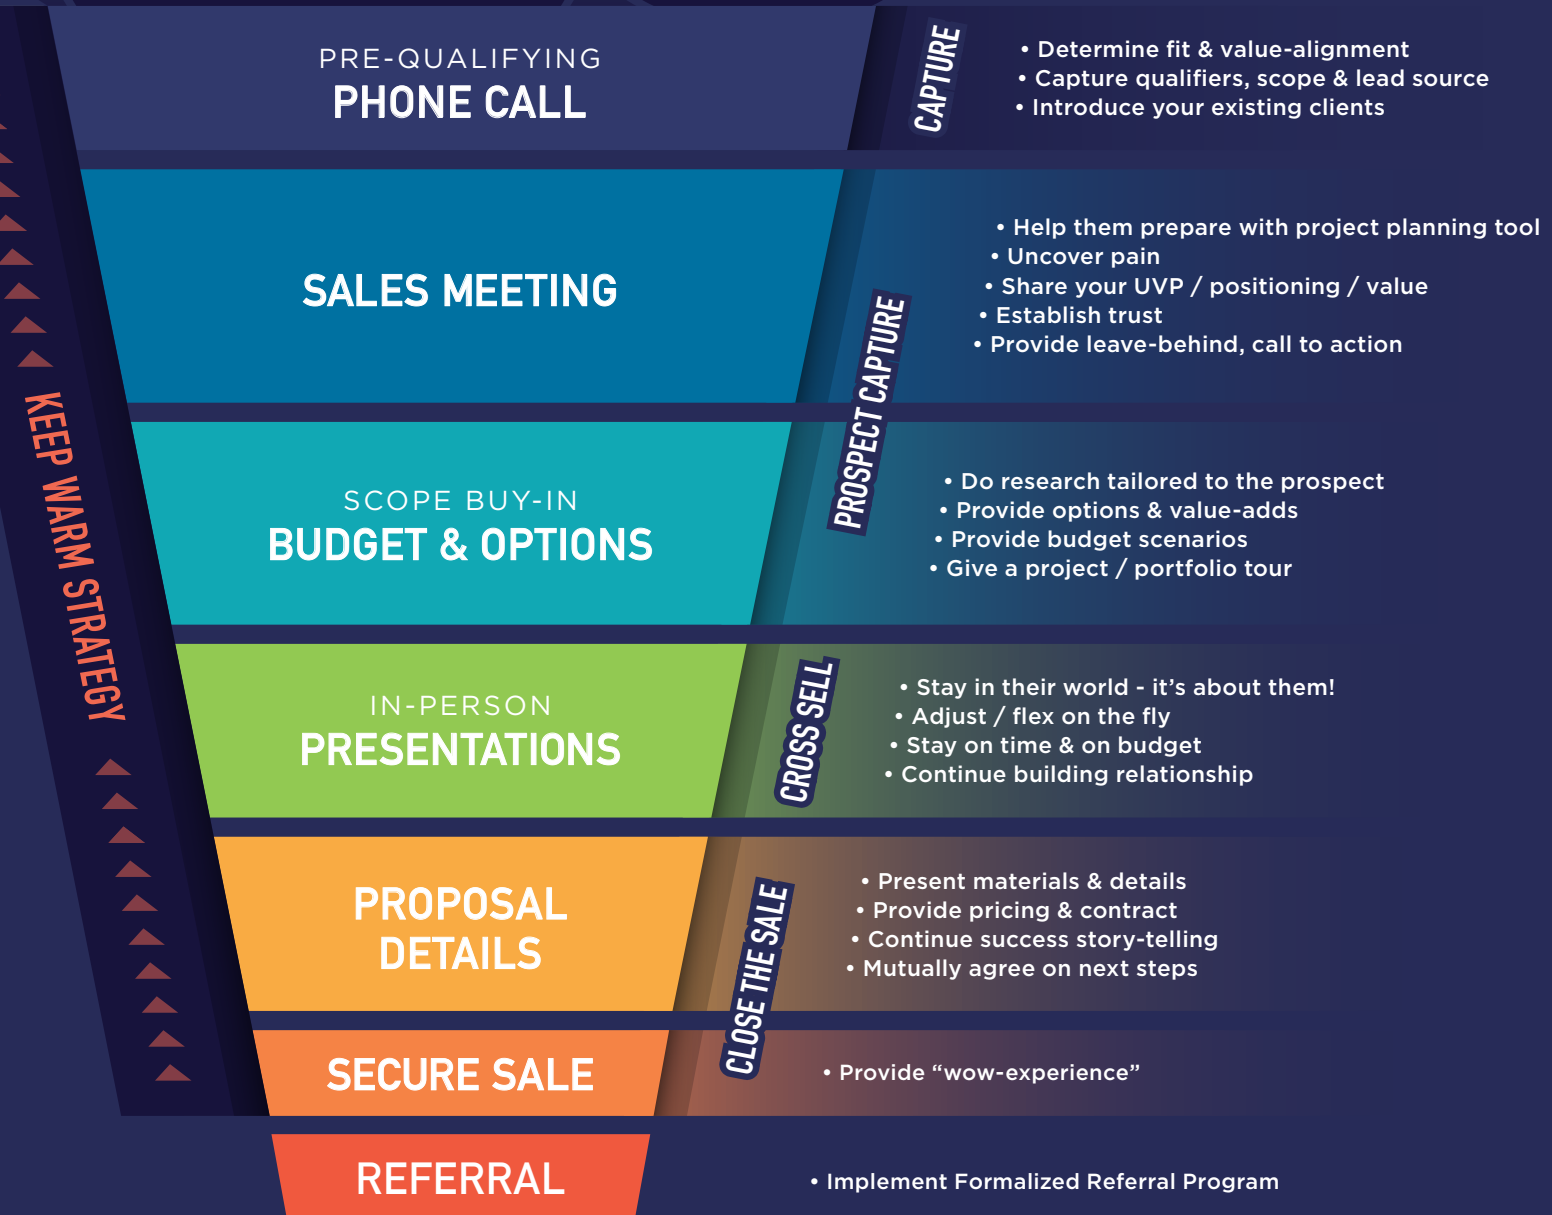 PRE-QUALIFYING
PHONE CALL
CAPTURE
• Determine fit & value-alignment
• Capture qualifiers, scope & lead source
• Introduce your existing clients
SALES MEETING
PROSPECT CAPTURE
• Help them prepare with project planning tool
• Uncover pain
• Share your UVP / positioning / value
• Establish trust
• Provide leave-behind, call to action
KEEP WARM STRATEGY
SCOPE BUY-IN
BUDGET & OPTIONS
• Do research tailored to the prospect
• Provide options & value-adds
• Provide budget scenarios
• Give a project / portfolio tour
IN-PERSON
PRESENTATIONS
CROSS SELL
• Stay in their world - it’s about them!
• Adjust / flex on the fly
• Stay on time & on budget
• Continue building relationship
PROPOSAL
DETAILS
CLOSE THE SALE
• Present materials & details
• Provide pricing & contract
• Continue success story-telling
• Mutually agree on next steps
SECURE SALE
• Provide “wow-experience”
REFERRAL
• Implement Formalized Referral Program